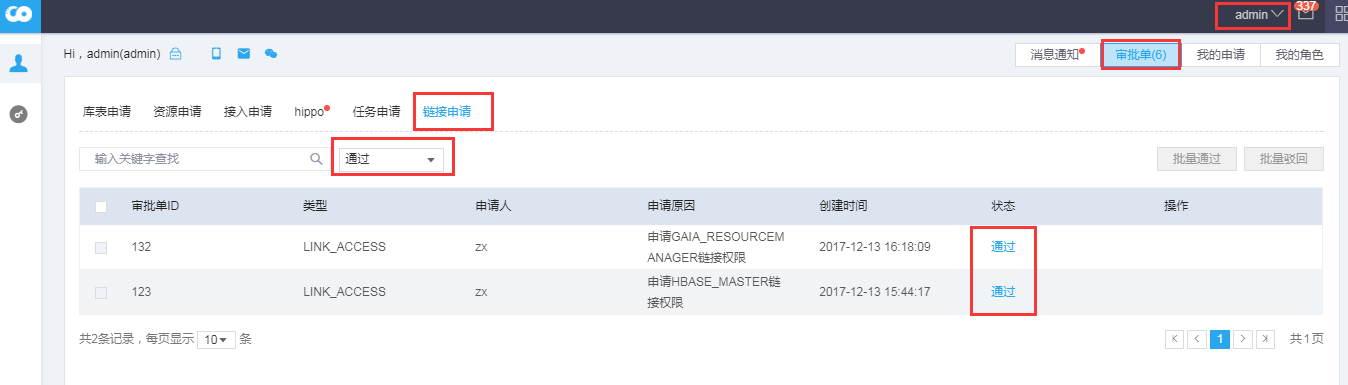 admin
337
Hi，admin(admin)
消息通知 审批单(6) 我的申请 我的角色
库表申请 资源申请 接入申请 hippo 任务申请 链接申请
输入关键字查找 通过 批量通过 批量驳回
审批单ID 类型 申请人 申请原因 创建时间 状态 操作
132 LINK_ACCESS zx 申请GAIA_RESOURCEM
ANAGER链接权限 2017-12-13 16:18:09 通过
123 LINK_ACCESS zx 申请HBASE_MASTER链
接权限 2017-12-13 15:44:17 通过
共2条记录，每页显示 10 条 1 共1页